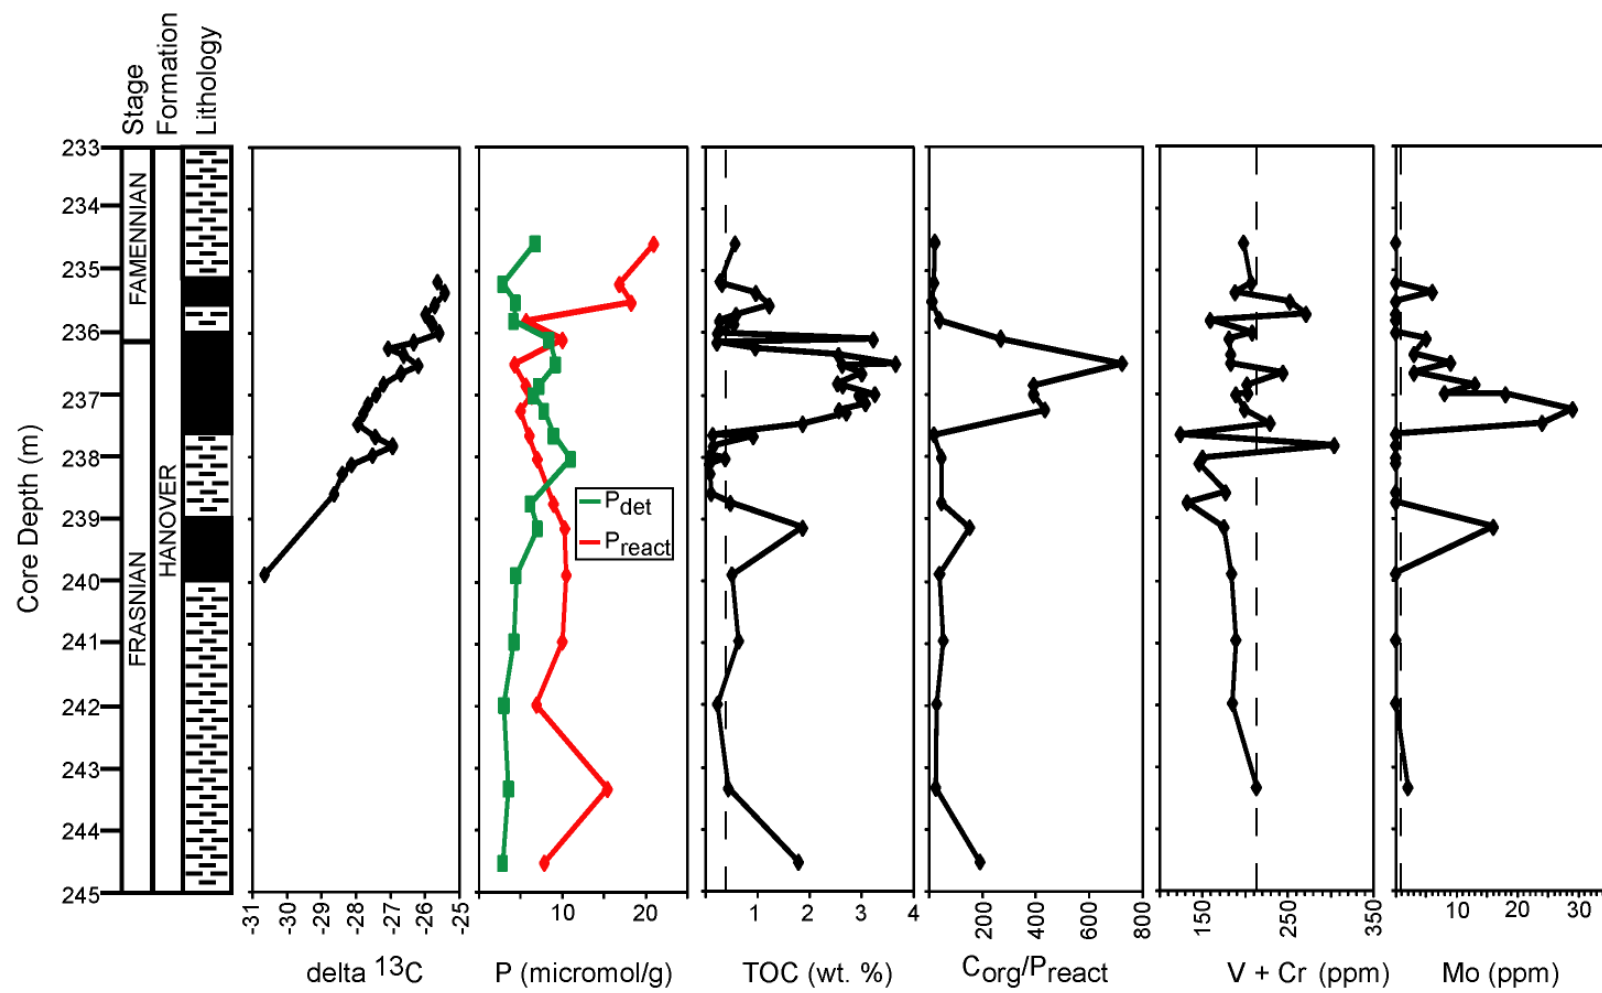 Stage
Formation
Lithology
Core Depth (m)
233
234
235
236
237
238
239
240
241
242
243
244
245
FAMENNIAN
FRASNIAN
HANOVER
-31 -30 -29 -28 -27 -26 -25
delta 13C
Pdet
Preact
10 20
P (micromol/g)
1 2 3 4
TOC (wt. %)
200 400 600 800
Corg/Preact
150 2550 350
V + Cr (ppm)
10 20 30
Mo (ppm)